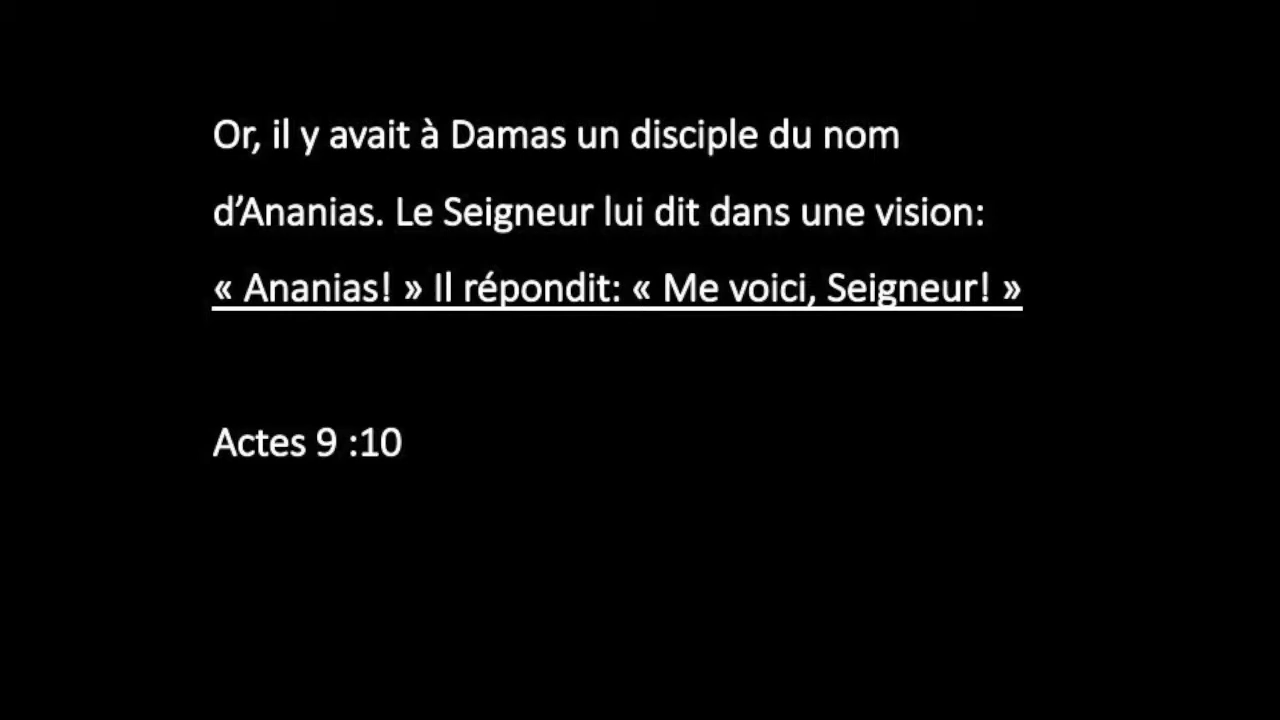 Or, il y avait à Damas un disciple du nom
d’Ananias. Le Seigneur lui dit dans une vision:
« Ananias! » Il répondit: « Me voici, Seigneur! »
Actes 9 :10